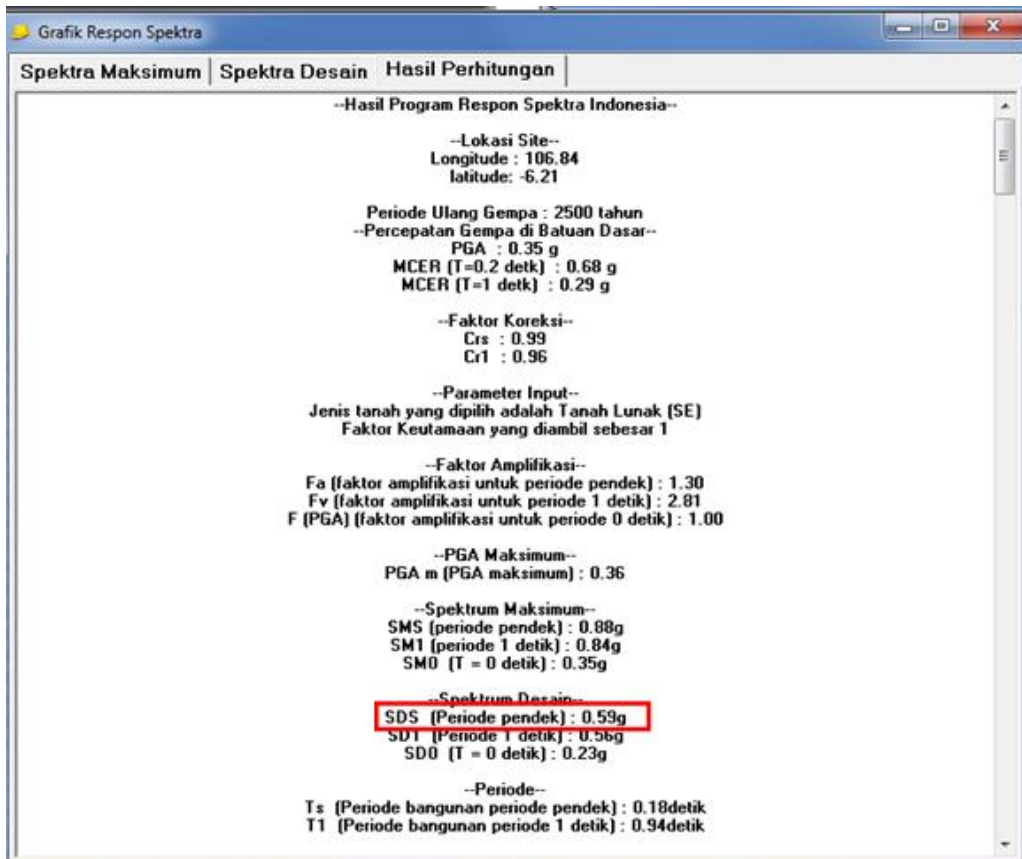 Grafik Respon Spektra
Spektra Maksimum Spektra Desain Hasil Perhitungan
--Hasil Program Respon Spektra Indonesia--
--Lokasi Site--
Longitude : 106.84
latitude: -6.21
Periode Ulang Gempa : 2500 tahun
--Percepatan Gempa di Batuan Dasar--
PGA : 0.35 g
MCER (T=0.2 detk) : 0.68 g
MCER (T=1 detk) : 0.29 g
--Faktor Koreksi--
Crs : 0.99
Cr1 : 0.96
--Parameter Input--
Jenis tanah yang dipilih adalah Tanah Lunak (SE)
Faktor Keutamaan yang diambil sebesar 1
--Faktor Amplifikasi--
Fa (faktor amplifikasi untuk periode pendek) : 1.30
Fv (faktor amplifikasi untuk periode 1 detik) : 2.81
F (PGA) (faktor amplifikasi untuk periode 0 detik) : 1.00
--PGA Maksimum--
PGA m (PGA maksimum) : 0.36
--Spektrum Maksimum--
SMS (periode pendek) : 0.88g
SM1 (periode 1 detik) : 0.84g
SM0 (T = 0 detik) : 0.35g
--Spektrum Desain--
SDS (Periode pendek) : 0.59g
SD1 (Periode 1 detik) : 0.56g
SD0 (T = 0 detik) : 0.23g
--Periode--
Ts (Periode bangunan periode pendek) : 0.18detik
T1 (Periode bangunan periode 1 detik) : 0.94detik